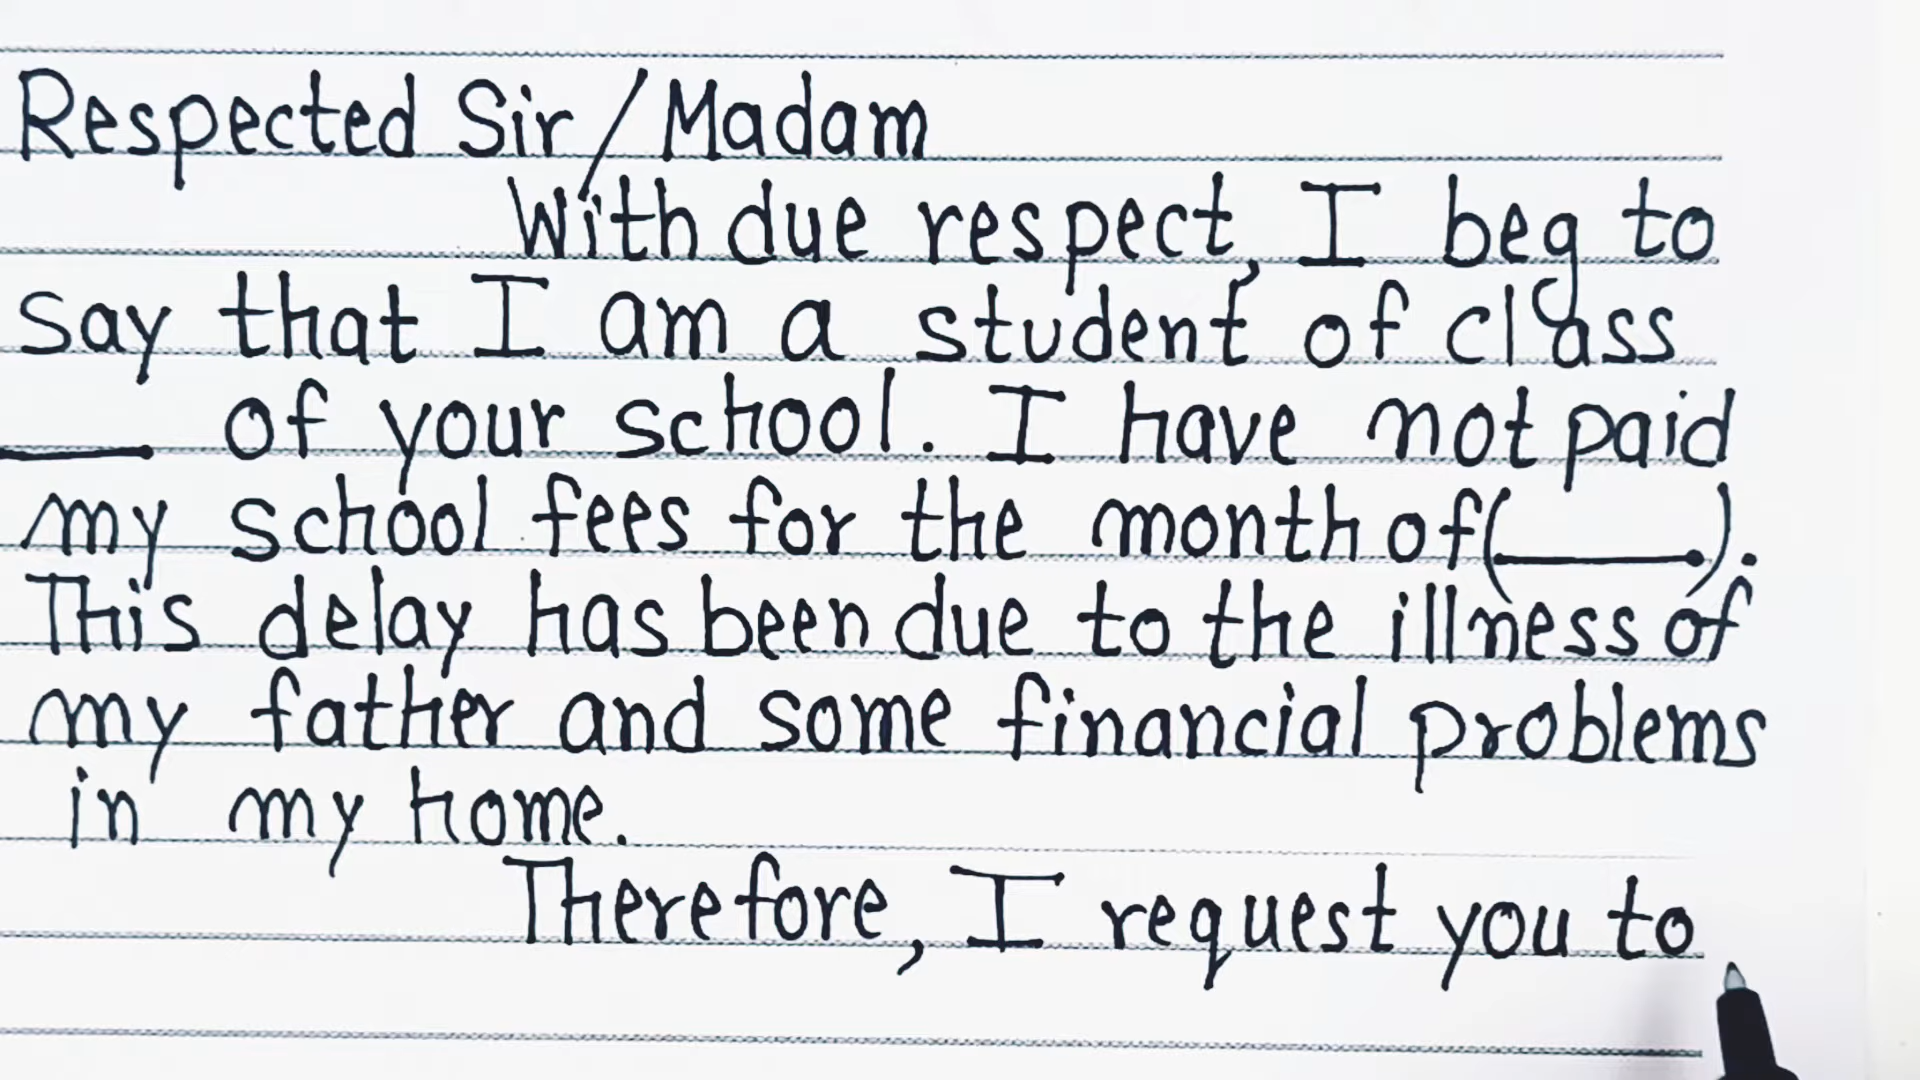 Respected Sir/Madam
With due respect, I beg to
say that I am a student of class
____ of your school. I have not paid
my school fees for the month of (____).
This delay has been due to the illness of
my father and some financial problems
in my home.
Therefore, I request you to